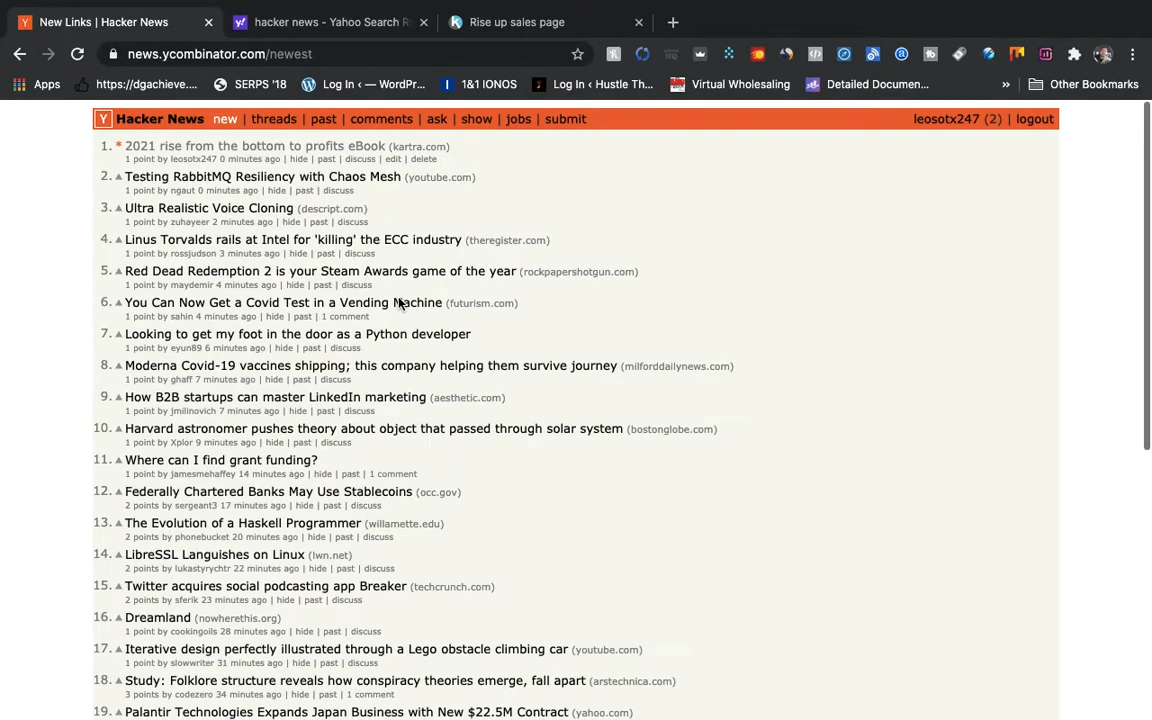 New Links | Hacker News
hacker news - Yahoo Search R
Rise up sales page
news.ycombinator.com/newest
Apps https://dgachieve.... SERPS '18 Log In ‹ — WordPr... 1&1 IONOS Log In ‹ Hustle Th... Virtual Wholesaling Detailed Documen... » Other Bookmarks
Y Hacker News new | threads | past | comments | ask | show | jobs | submit leosotx247 (2) | logout
1. * 2021 rise from the bottom to profits eBook (kartra.com)
1 point by leosotx247 0 minutes ago | hide | past | discuss | edit | delete
2. Testing RabbitMQ Resiliency with Chaos Mesh (youtube.com)
1 point by ngaut 0 minutes ago | hide | past | discuss
3. Ultra Realistic Voice Cloning (descript.com)
1 point by zuhayeer 2 minutes ago | hide | past | discuss
4. Linus Torvalds rails at Intel for 'killing' the ECC industry (theregister.com)
1 point by rossjudson 3 minutes ago | hide | past | discuss
5. Red Dead Redemption 2 is your Steam Awards game of the year (rockpapershotgun.com)
1 point by maydemir 4 minutes ago | hide | past | discuss
6. You Can Now Get a Covid Test in a Vending Machine (futurism.com)
1 point by sahin 4 minutes ago | hide | past | 1 comment
7. Looking to get my foot in the door as a Python developer
1 point by eyun89 6 minutes ago | hide | past | discuss
8. Moderna Covid-19 vaccines shipping; this company helping them survive journey (milforddailynews.com)
1 point by ghaff 7 minutes ago | hide | past | discuss
9. How B2B startups can master LinkedIn marketing (aesthetic.com)
1 point by jmilinovich 7 minutes ago | hide | past | discuss
10. Harvard astronomer pushes theory about object that passed through solar system (bostonglobe.com)
1 point by Xplor 9 minutes ago | hide | past | discuss
11. Where can I find grant funding?
1 point by jamesmehaffey 14 minutes ago | hide | past | 1 comment
12. Federally Chartered Banks May Use Stablecoins (occ.gov)
2 points by sergeant3 17 minutes ago | hide | past | discuss
13. The Evolution of a Haskell Programmer (willamette.edu)
2 points by phonebucket 20 minutes ago | hide | past | discuss
14. LibreSSL Languishes on Linux (lwn.net)
2 points by lukastyrychtr 22 minutes ago | hide | past | discuss
15. Twitter acquires social podcasting app Breaker (techcrunch.com)
2 points by sferik 23 minutes ago | hide | past | discuss
16. Dreamland (nowherethis.org)
1 point by cookingoils 28 minutes ago | hide | past | discuss
17. Iterative design perfectly illustrated through a Lego obstacle climbing car (youtube.com)
1 point by slowwriter 31 minutes ago | hide | past | discuss
18. Study: Folklore structure reveals how conspiracy theories emerge, fall apart (arstechnica.com)
3 points by codezero 34 minutes ago | hide | past | 1 comment
19. Palantir Technologies Expands Japan Business with New $22.5M Contract (yahoo.com)